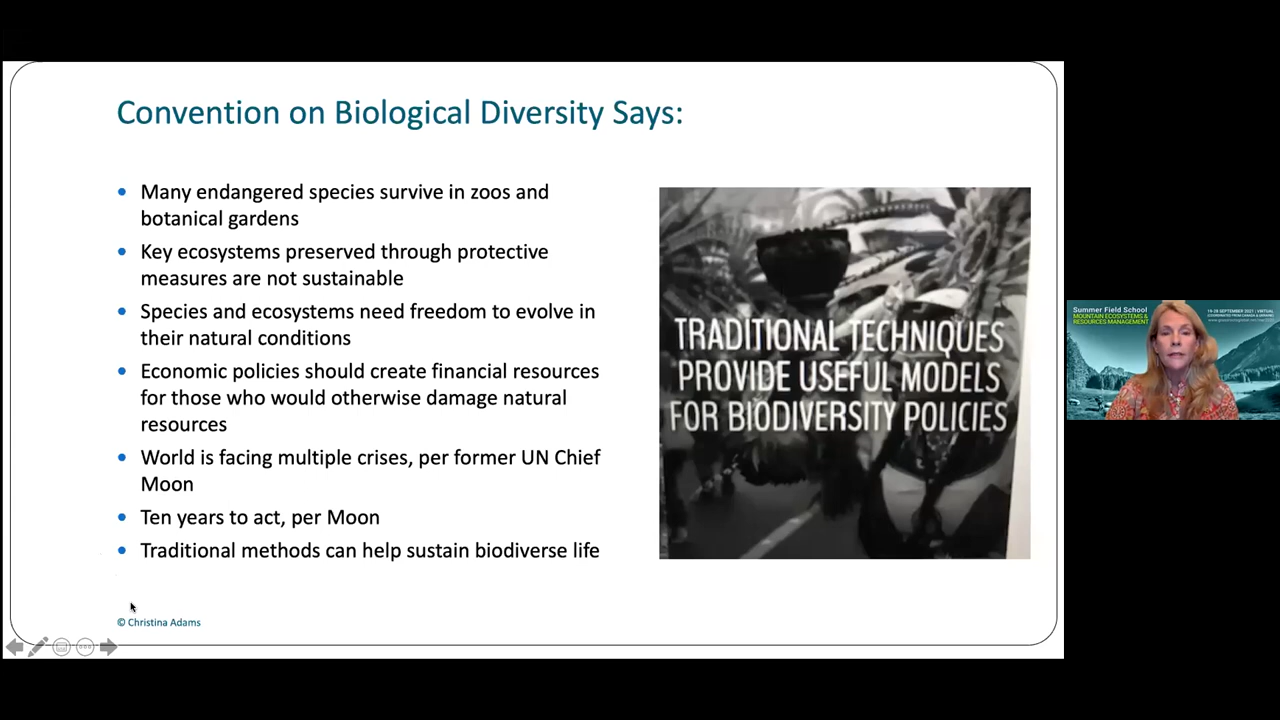 Convention on Biological Diversity Says:
• Many endangered species survive in zoos and
botanical gardens
• Key ecosystems preserved through protective
measures are not sustainable
• Species and ecosystems need freedom to evolve in
their natural conditions
• Economic policies should create financial resources
for those who would otherwise damage natural
resources
• World is facing multiple crises, per former UN Chief
Moon
• Ten years to act, per Moon
• Traditional methods can help sustain biodiverse life
TRADITIONAL TECHNIQUES
PROVIDE USEFUL MODELS
FOR BIODIVERSITY POLICIES
© Christina Adams
Summer Field School
MOUNTAIN ECOSYSTEMS &
RESOURCES MANAGEMENT